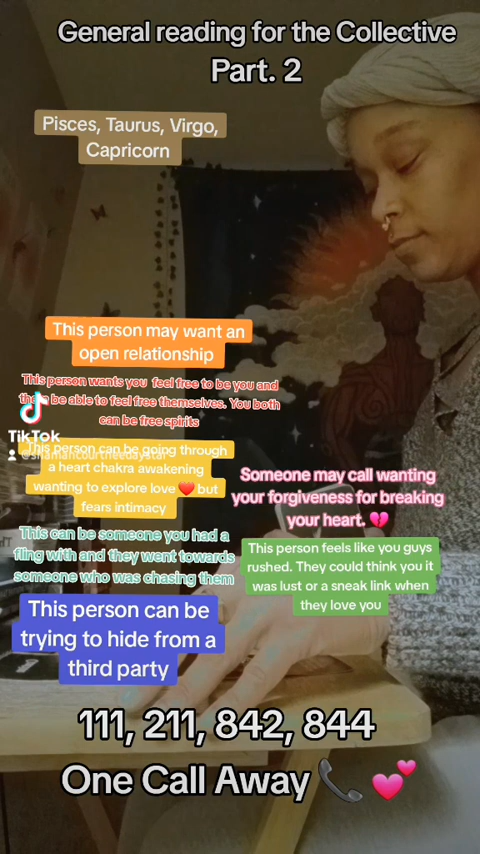 General reading for the Collective
Part. 2
Pisces, Taurus, Virgo,
Capricorn
This person may want an
open relationship
This person wants you feel free to be you and
then be able to feel free themselves. You both
can be free spirits
TikTok
This person can be going through
a heart chakra awakening
wanting to explore love ❤️ but
fears intimacy
Someone may call wanting
your forgiveness for breaking
your heart. 💔
This can be someone you had a
fling with and they went towards
someone who was chasing them
This person feels like you guys
rushed. They could think you it
was lust or a sneak link when
they love you
This person can be
trying to hide from a
third party
111, 211, 842, 844
One Call Away 📞 💕